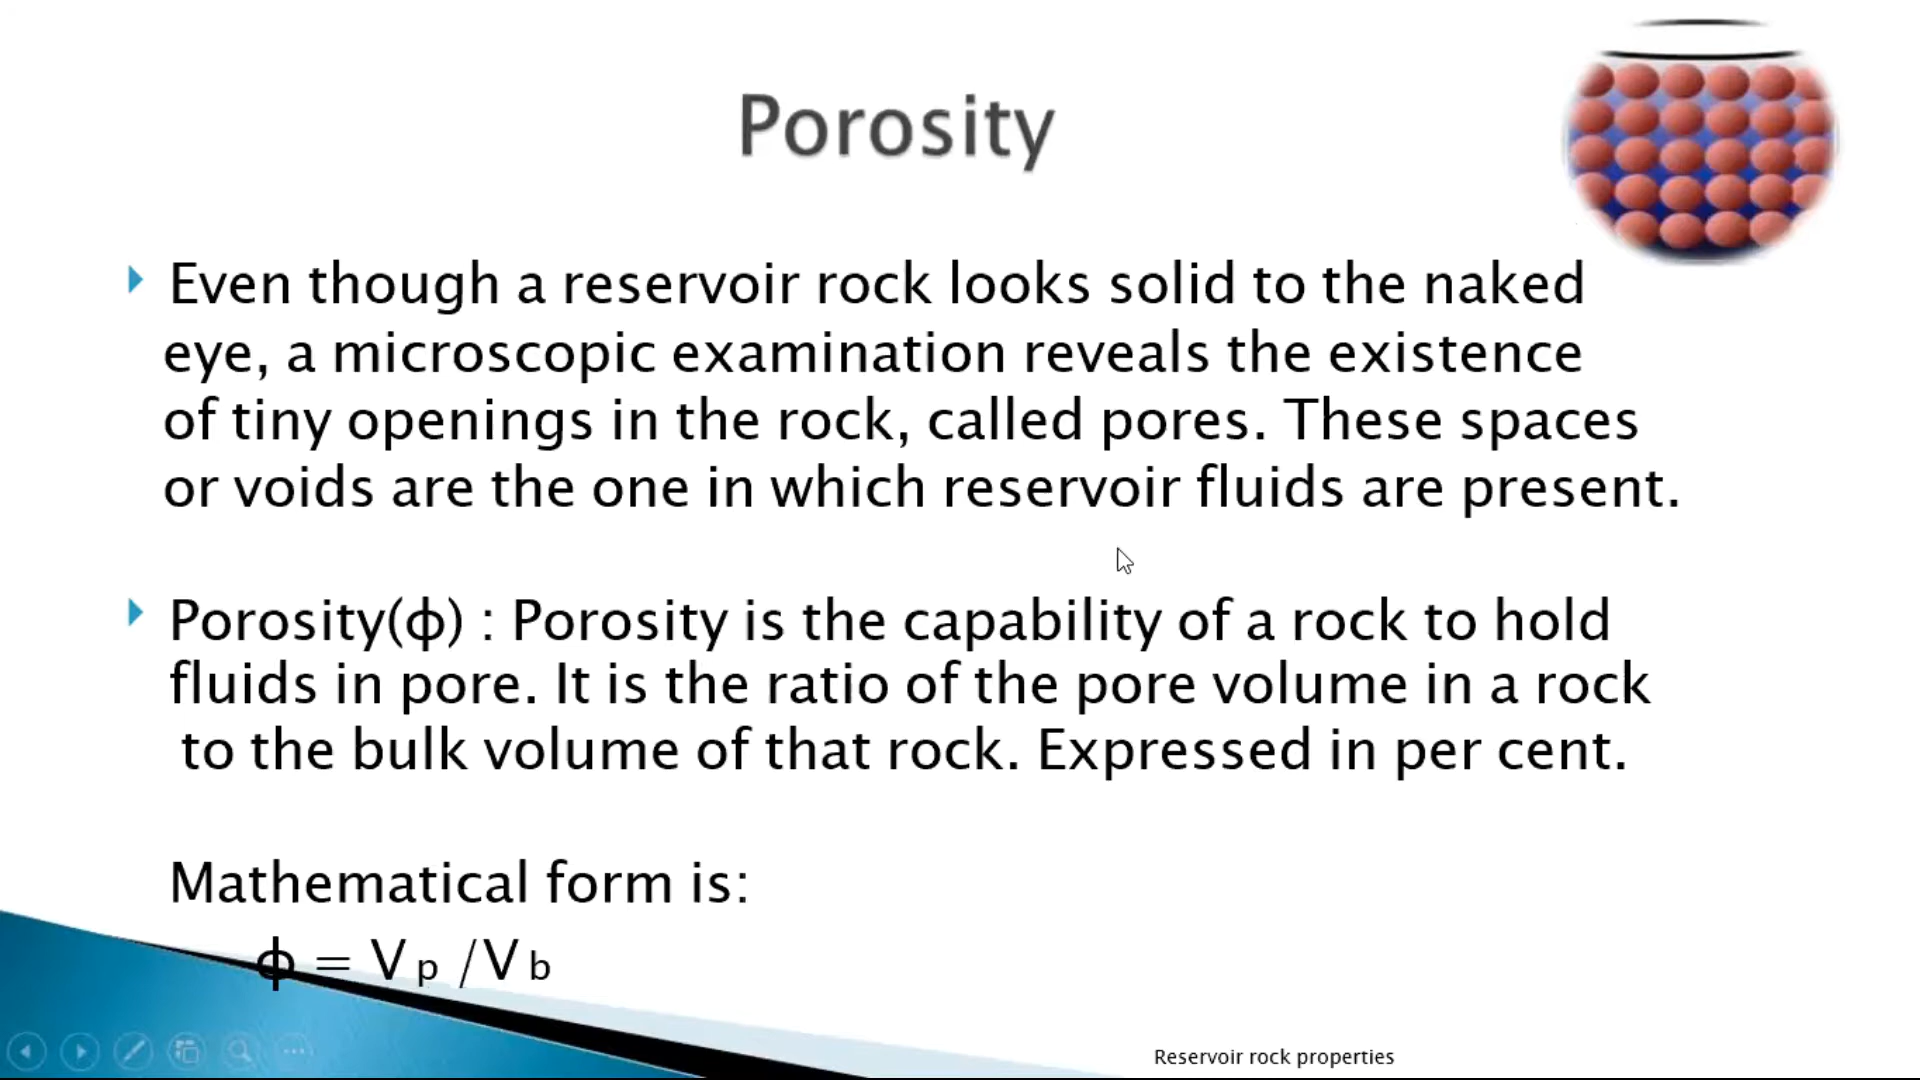 Porosity
Even though a reservoir rock looks solid to the naked
eye, a microscopic examination reveals the existence
of tiny openings in the rock, called pores. These spaces
or voids are the one in which reservoir fluids are present.
Porosity(ϕ) : Porosity is the capability of a rock to hold
fluids in pore. It is the ratio of the pore volume in a rock
to the bulk volume of that rock. Expressed in per cent.
Mathematical form is:
ϕ = V p /V b
Reservoir rock properties